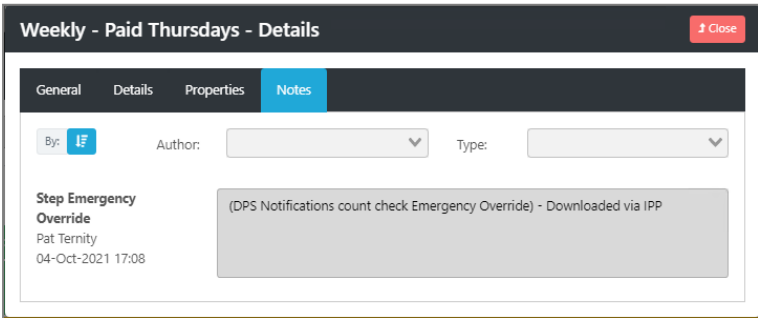 Weekly - Paid Thursdays - Details
Close
General Details Properties Notes
By: Author: Type:
Step Emergency
Override
Pat Ternity
04-Oct-2021 17:08
(DPS Notifications count check Emergency Override) - Downloaded via IPP